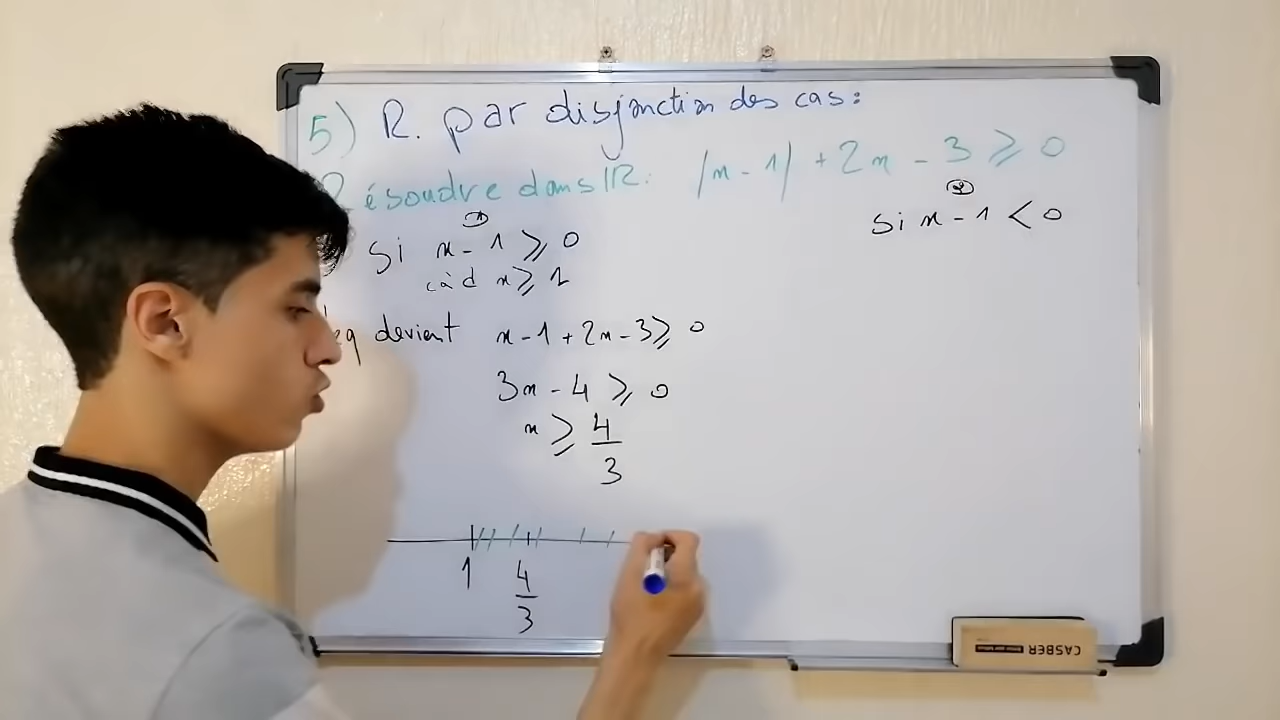 5) R. par disjonction des cas:
Résoudre dans IR: |x-1| + 2x - 3 ⩾ 0
① ②
si x - 1 ⩾ 0 si x - 1 < 0
càd x ⩾ 1
devient x - 1 + 2x - 3 ⩾ 0
3x - 4 ⩾ 0
x ⩾ 4/3
1 4/3
CASBER